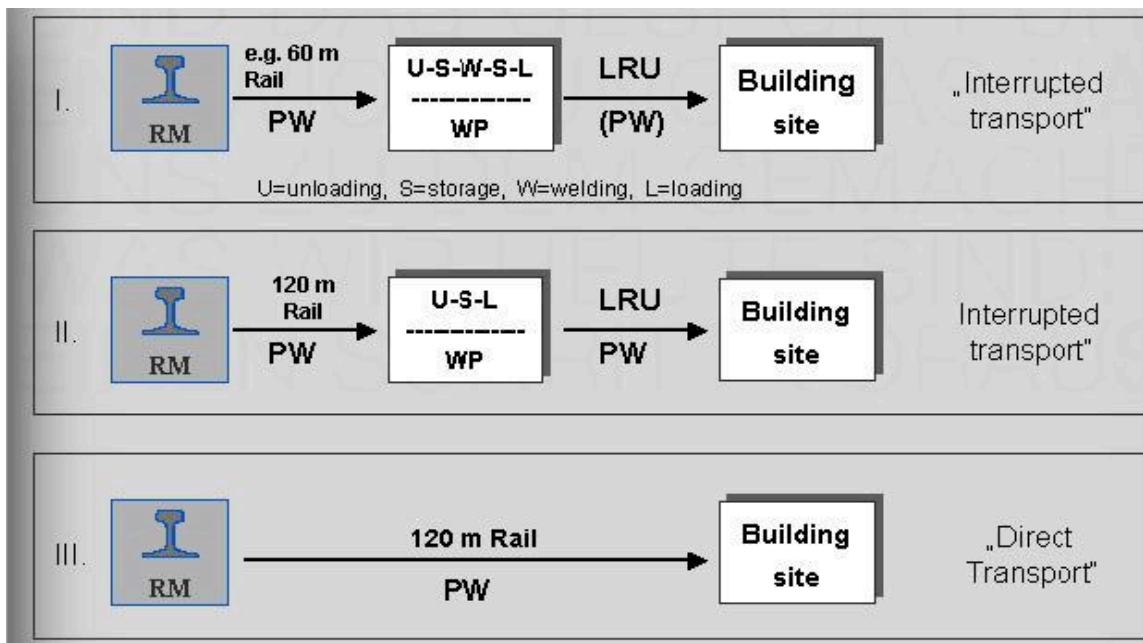 I.
RM
e.g. 60 m
Rail
PW
U-S-W-S-L
---------------
WP
LRU
(PW)
Building
site
„Interrupted
transport“
U=unloading, S=storage, W=welding, L=loading
II.
RM
120 m
Rail
PW
U-S-L
---------------
WP
LRU
PW
Building
site
Interrupted
transport“
III.
RM
120 m Rail
PW
Building
site
„Direct
Transport“